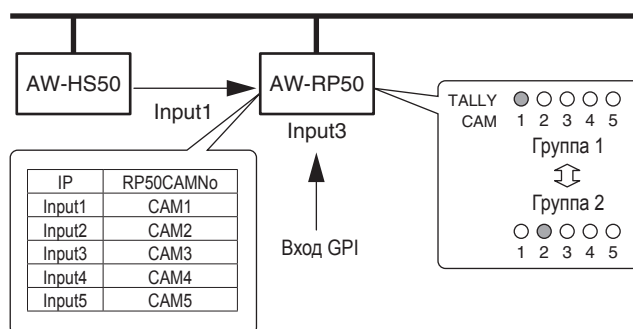 AW-HS50 AW-RP50
Input1
Input3
TALLY
CAM 1 2 3 4 5
Группа 1
Группа 2
1 2 3 4 5
Вход GPI
IP RP50CAMNo
Input1 CAM1
Input2 CAM2
Input3 CAM3
Input4 CAM4
Input5 CAM5